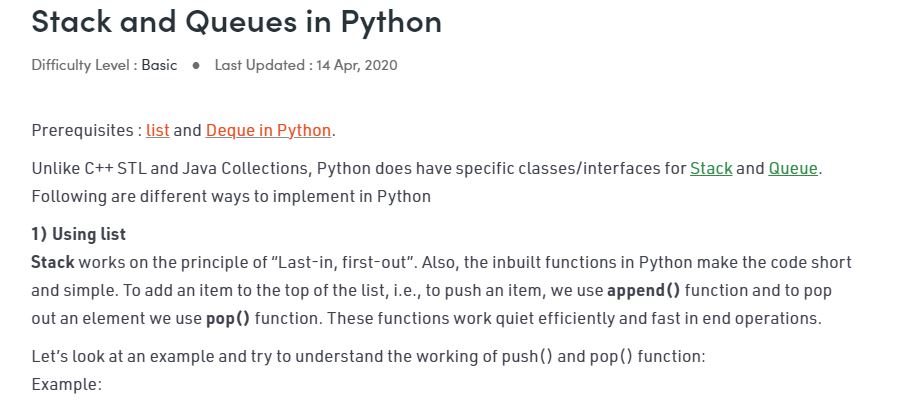 Stack and Queues in Python
Difficulty Level : Basic ● Last Updated : 14 Apr, 2020
Prerequisites : list and Deque in Python.
Unlike C++ STL and Java Collections, Python does have specific classes/interfaces for Stack and Queue.
Following are different ways to implement in Python
1) Using list
Stack works on the principle of “Last-in, first-out”. Also, the inbuilt functions in Python make the code short
and simple. To add an item to the top of the list, i.e., to push an item, we use append() function and to pop
out an element we use pop() function. These functions work quiet efficiently and fast in end operations.
Let’s look at an example and try to understand the working of push() and pop() function:
Example: